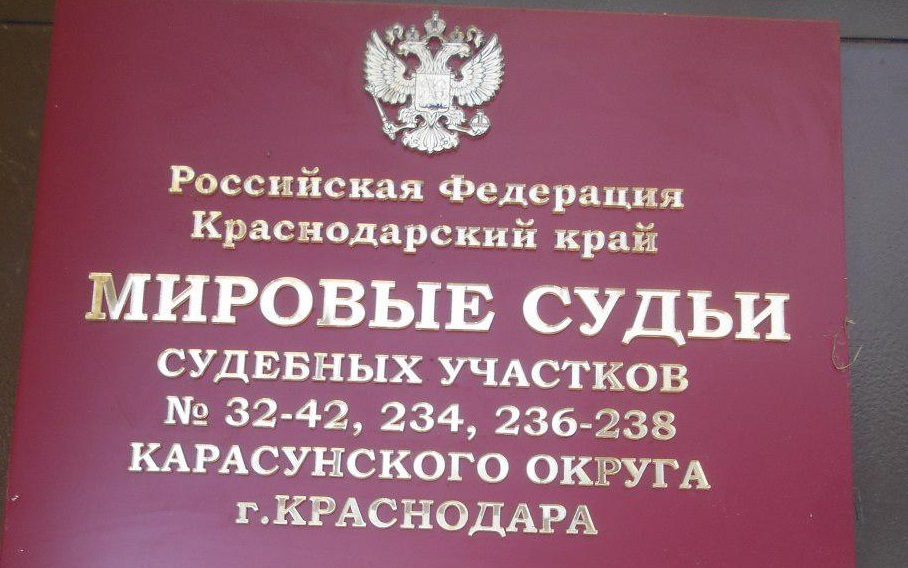 Российская Федерация
Краснодарский край
МИРОВЫЕ СУДЬИ
СУДЕБНЫХ УЧАСТКОВ
№ 32-42, 234, 236-238
КАРАСУНСКОГО ОКРУГА
г.КРАСНОДАРА